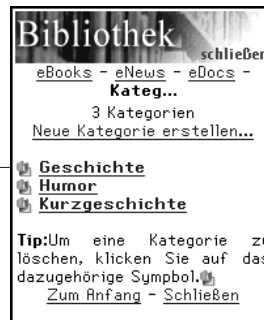 Bibliothek
schließen
eBooks - eNews - eDocs -
Kateg...
3 Kategorien
Neue Kategorie erstellen...
Geschichte
Humor
Kurzgeschichte
Tip:Um eine Kategorie zu
löschen, klicken Sie auf das
dazugehörige Sympbol.
Zum Anfang - Schließen